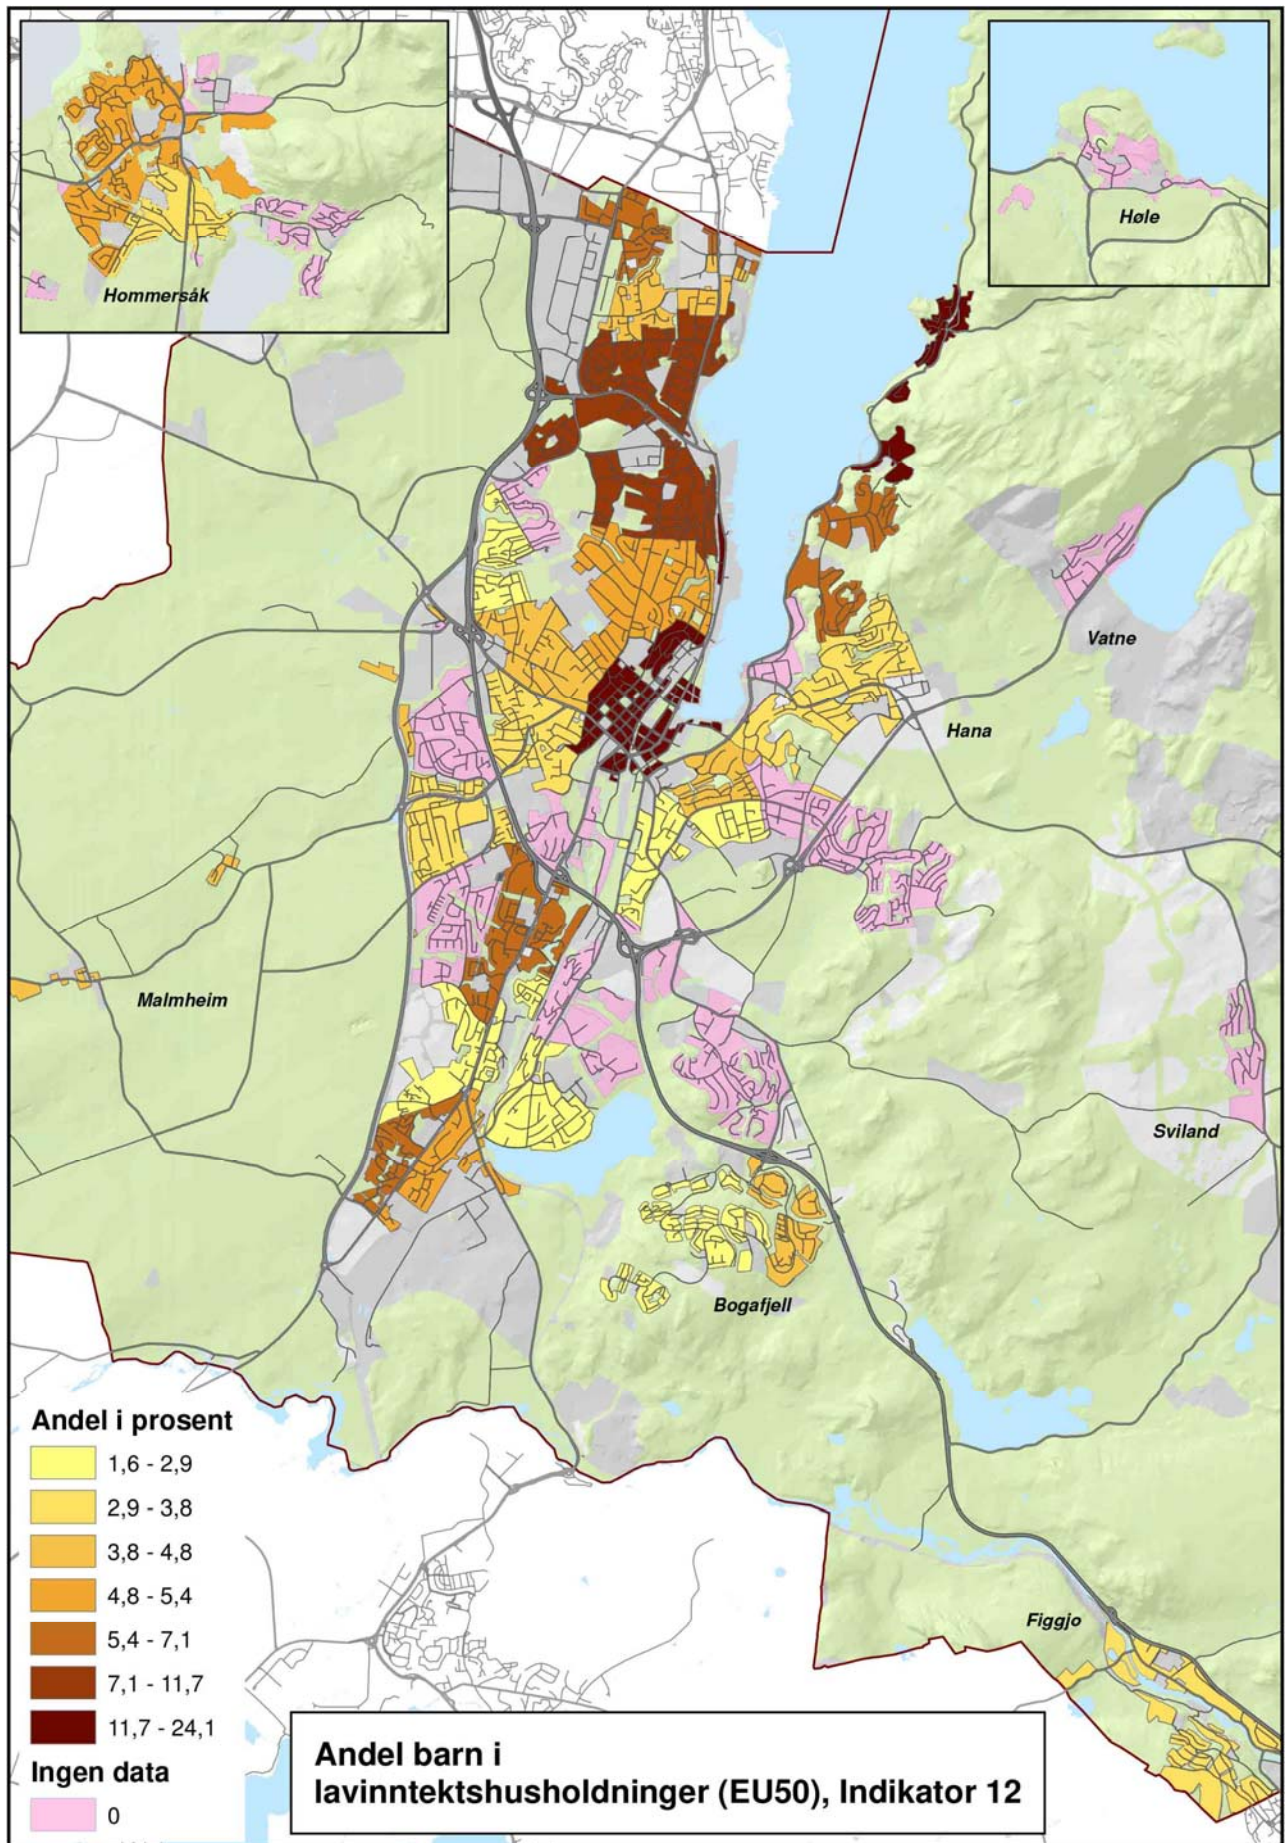 Hommersåk
Høle
Vatne
Hana
Malmheim
Sviland
Bogafjell
Figgjo
Andel i prosent
1,6 - 2,9
2,9 - 3,8
3,8 - 4,8
4,8 - 5,4
5,4 - 7,1
7,1 - 11,7
11,7 - 24,1
Ingen data
0
Andel barn i
lavinntektshusholdninger (EU50), Indikator 12